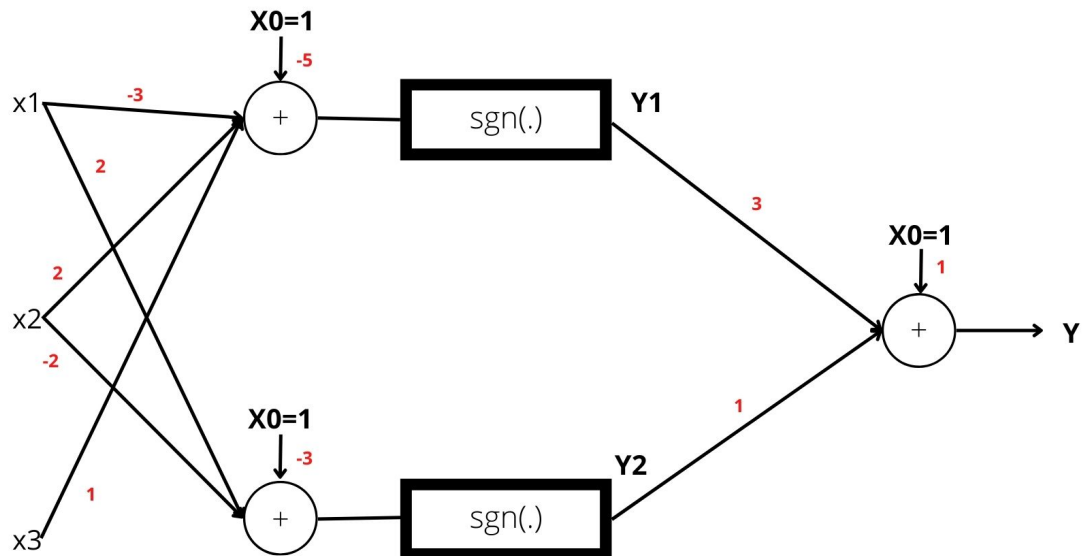 X0=1
-5
x1
-3
sgn(.)
Y1
+
2
3
X0=1
1
2
x2
+
Y
-2
X0=1
1
-3
Y2
1
+
sgn(.)
x3